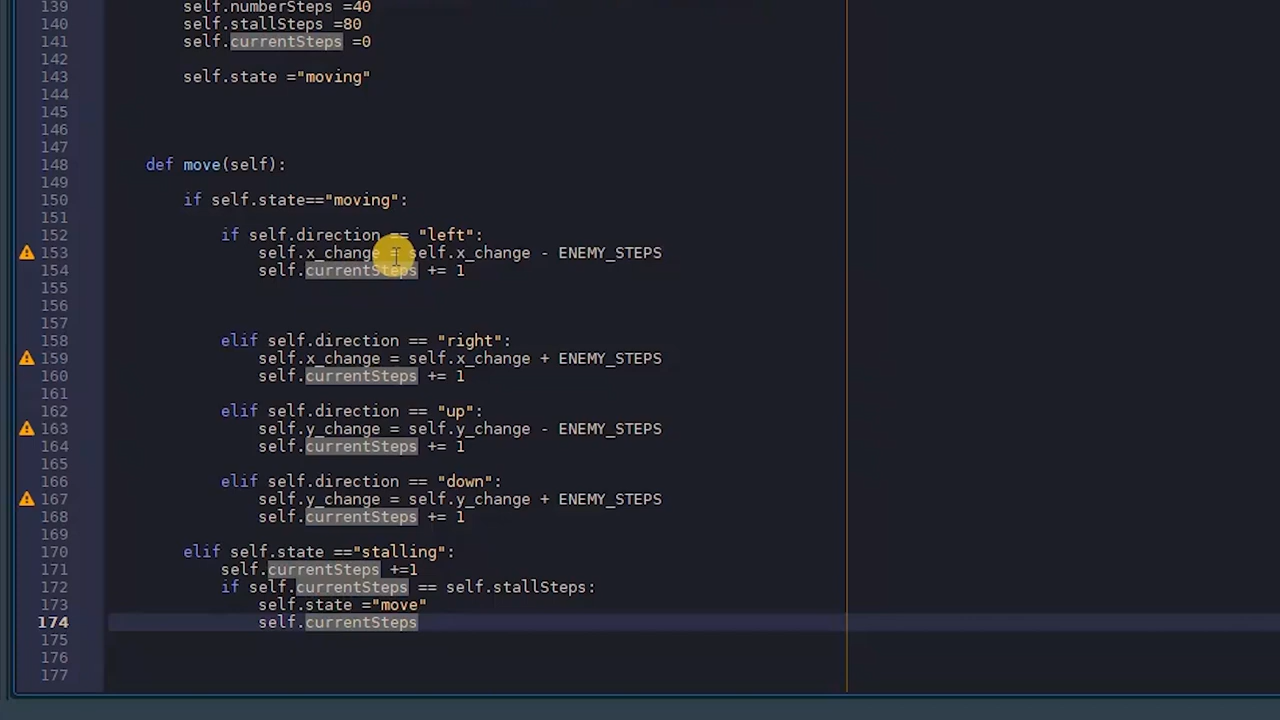 139 self.numberSteps =40
140 self.stallSteps =80
141 self.currentSteps =0
142
143 self.state ="moving"
144
145
146
147
148 def move(self):
149
150 if self.state=="moving":
151
152 if self.direction == "left":
153 self.x_change = self.x_change - ENEMY_STEPS
154 self.currentSteps += 1
155
156
157
158 elif self.direction == "right":
159 self.x_change = self.x_change + ENEMY_STEPS
160 self.currentSteps += 1
161
162 elif self.direction == "up":
163 self.y_change = self.y_change - ENEMY_STEPS
164 self.currentSteps += 1
165
166 elif self.direction == "down":
167 self.y_change = self.y_change + ENEMY_STEPS
168 self.currentSteps += 1
169
170 elif self.state =="stalling":
171 self.currentSteps +=1
172 if self.currentSteps == self.stallSteps:
173 self.state ="move"
174 self.currentSteps
175
176
177